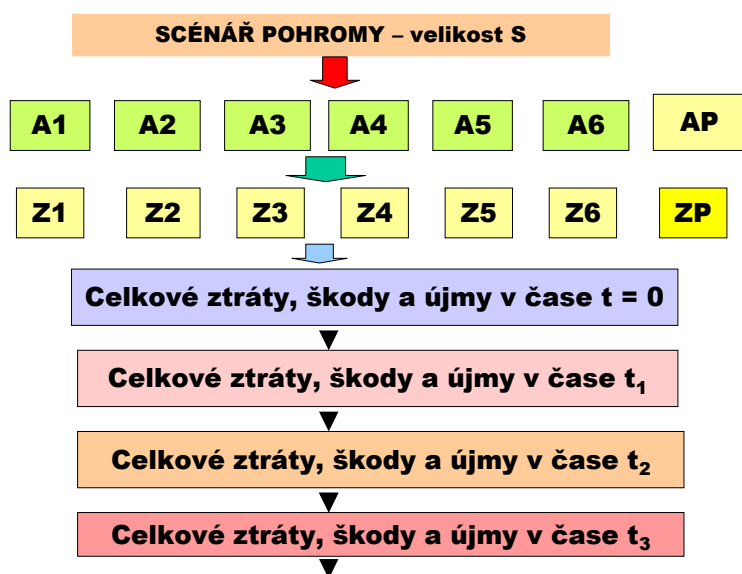 SCÉNÁŘ POHROMY – velikost S
A1 A2 A3 A4 A5 A6 AP
Z1 Z2 Z3 Z4 Z5 Z6 ZP
Celkové ztráty, škody a újmy v čase t = 0
Celkové ztráty, škody a újmy v čase t₁
Celkové ztráty, škody a újmy v čase t₂
Celkové ztráty, škody a újmy v čase t₃